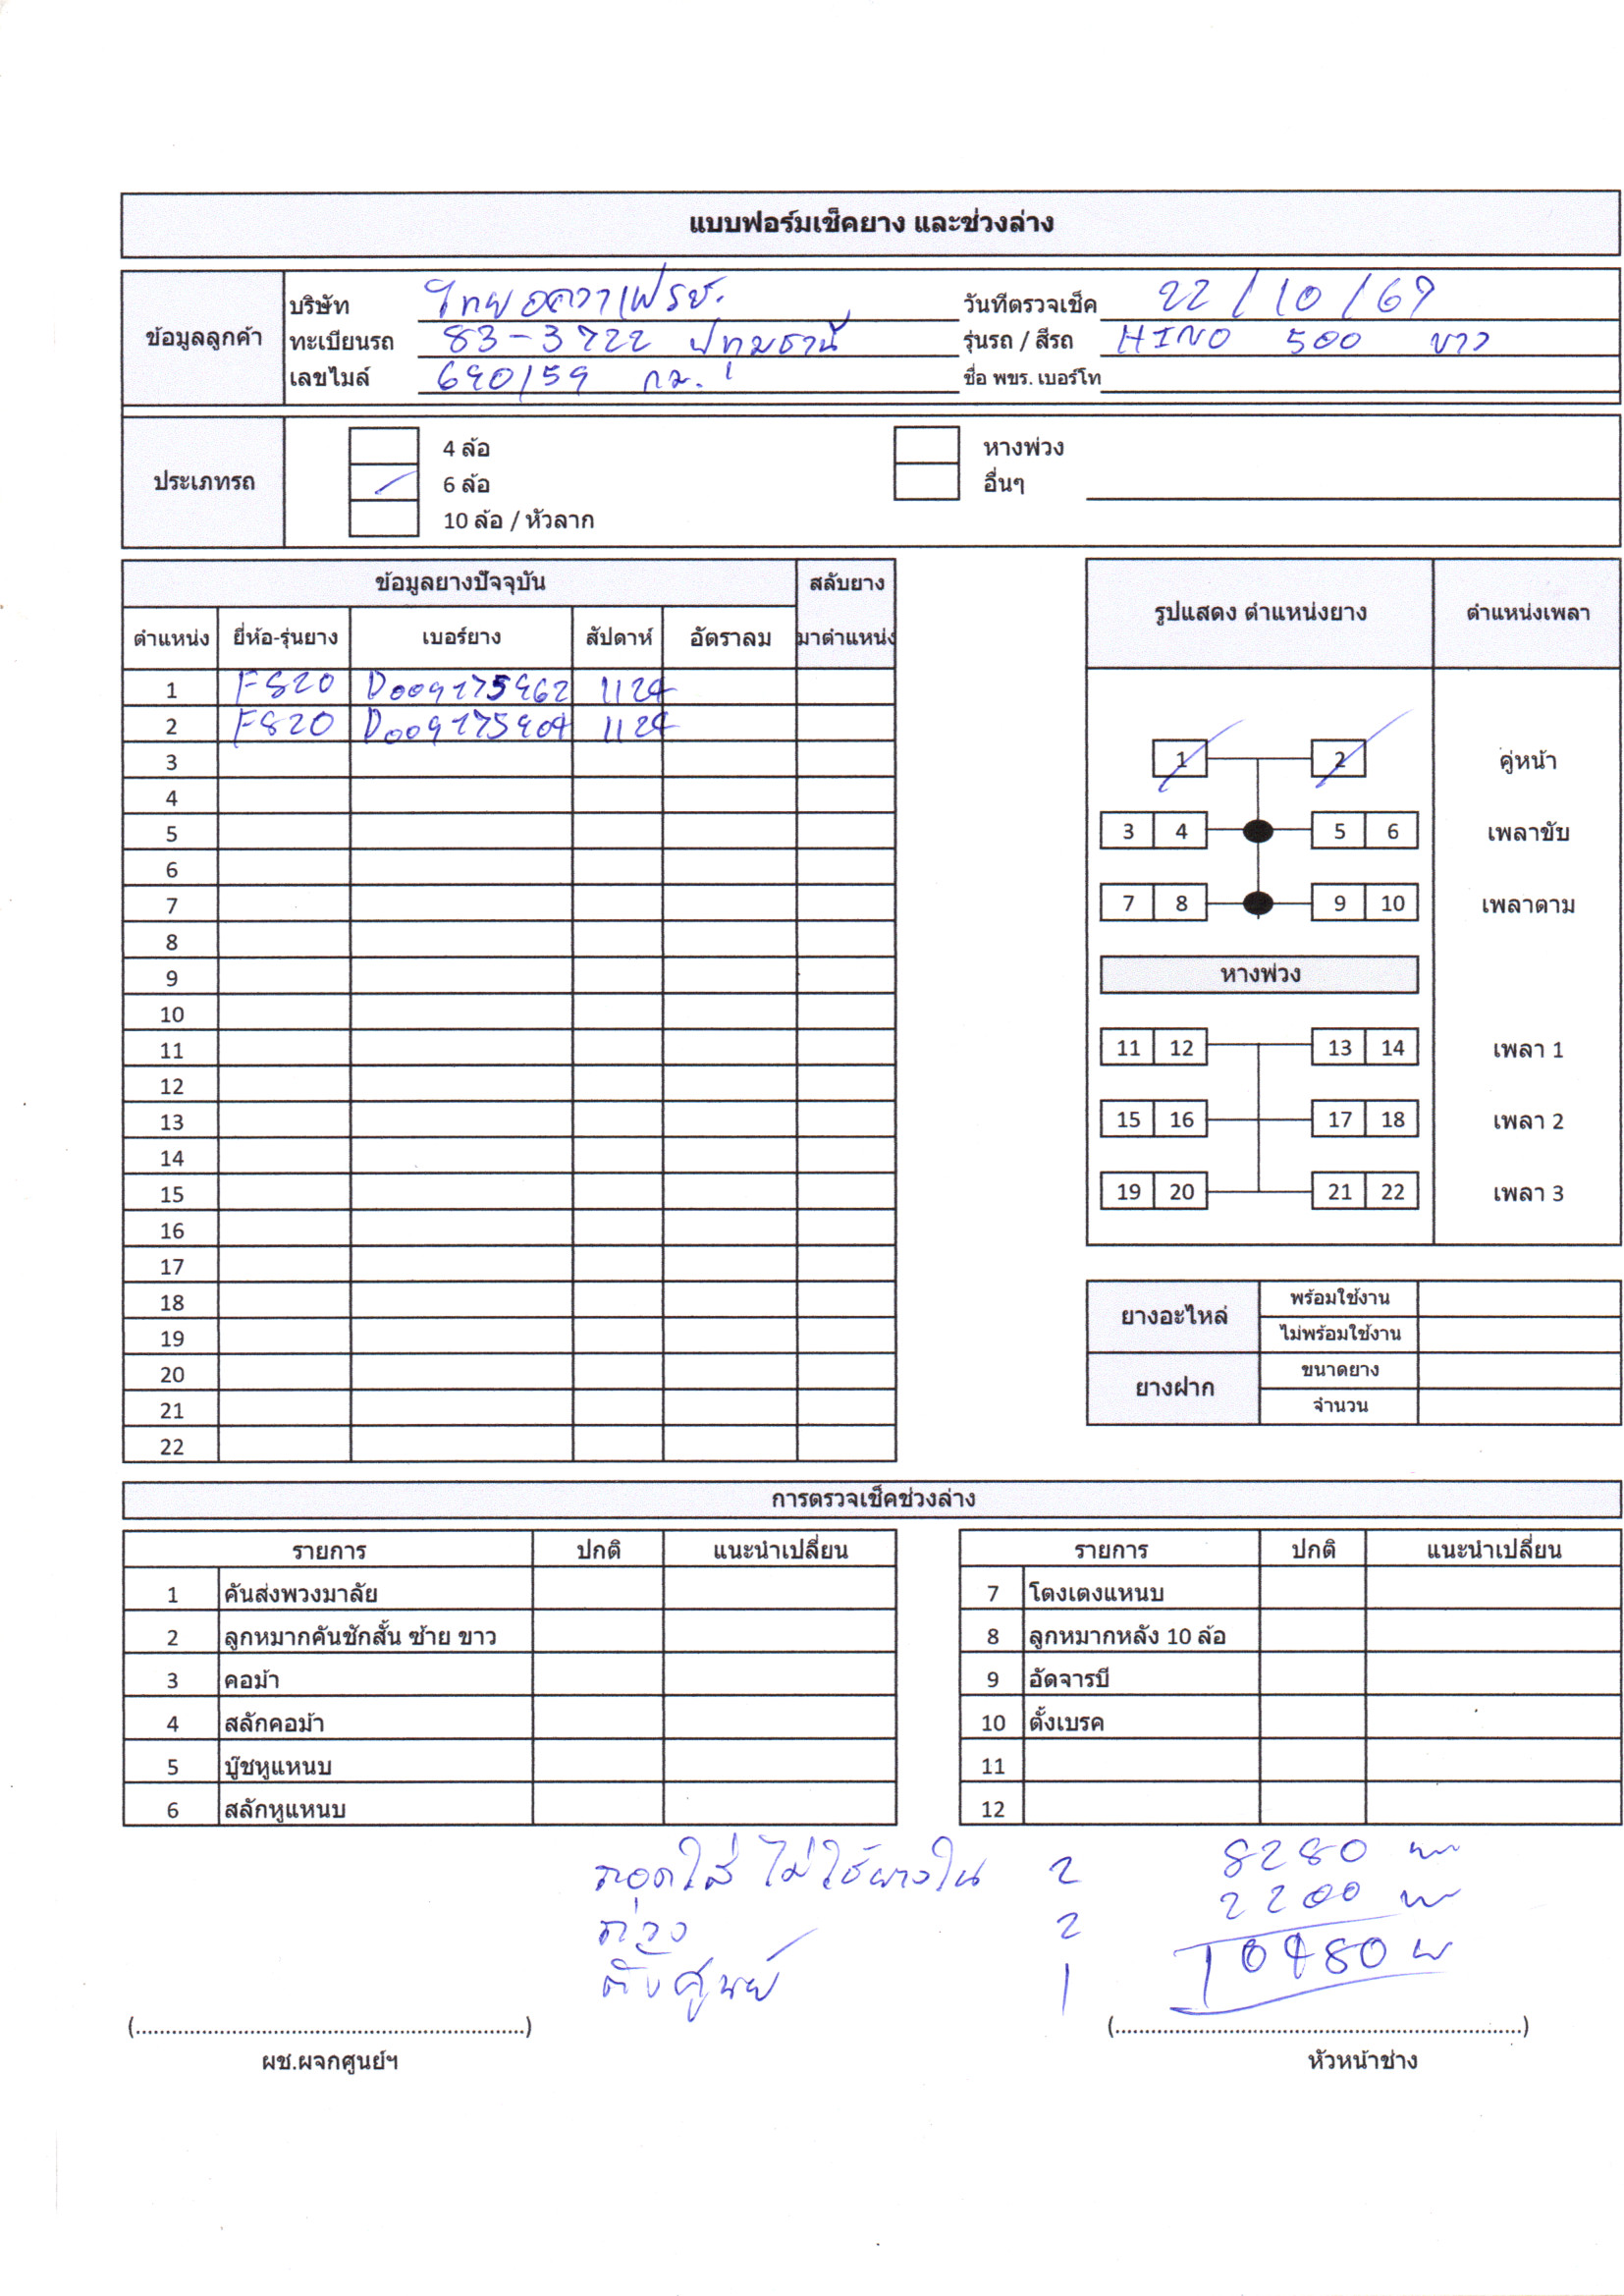 แบบฟอร์มเช็คยาง และช่วงล่าง
ข้อมูลลูกค้า
บริษัท ไทยอควาเฟรช. วันที่ตรวจเช็ค 22/10/67
ทะเบียนรถ 83-3722 ปทุมธานี รุ่นรถ / สีรถ HINO 500 ขาว
เลขไมล์ 690159 กม. ชื่อ พขร. เบอร์โท
ประเภทรถ
4 ล้อ หางพ่วง
6 ล้อ อื่นๆ
10 ล้อ / หัวลาก
ข้อมูลยางปัจจุบัน สลับยาง
ตำแหน่ง ยี่ห้อ-รุ่นยาง เบอร์ยาง สัปดาห์ อัตราลม มาตำแหน่ง
1 F820 D009175962 1124
2 F820 D009175904 1124
3
4
5
6
7
8
9
10
11
12
13
14
15
16
17
18
19
20
21
22
รูปแสดง ตำแหน่งยาง ตำแหน่งเพลา
1 2 คู่หน้า
3 4 5 6 เพลาขับ
7 8 9 10 เพลาตาม
หางพ่วง
11 12 13 14 เพลา 1
15 16 17 18 เพลา 2
19 20 21 22 เพลา 3
ยางอะไหล่ พร้อมใช้งาน
ไม่พร้อมใช้งาน
ยางฝาก ขนาดยาง
จำนวน
การตรวจเช็คช่วงล่าง
รายการ ปกติ แนะนำเปลี่ยน รายการ ปกติ แนะนำเปลี่ยน
1 คันส่งพวงมาลัย 7 โตงเตงแหนบ
2 ลูกหมากคันชักสั้น ซ้าย ขาว 8 ลูกหมากหลัง 10 ล้อ
3 คอม้า 9 อัดจารบี
4 สลักคอม้า 10 ตั้งเบรค
5 บู๊ชหูแหนบ 11
6 สลักหูแหนบ 12
ถอดใส่ ไม่ใช้ยางใน 2 8280
ถ่วง 2 2200
ตั้งศูนย์ 1 10480
(................................) (................................)
ผช.ผจกศูนย์ฯ หัวหน้าช่าง